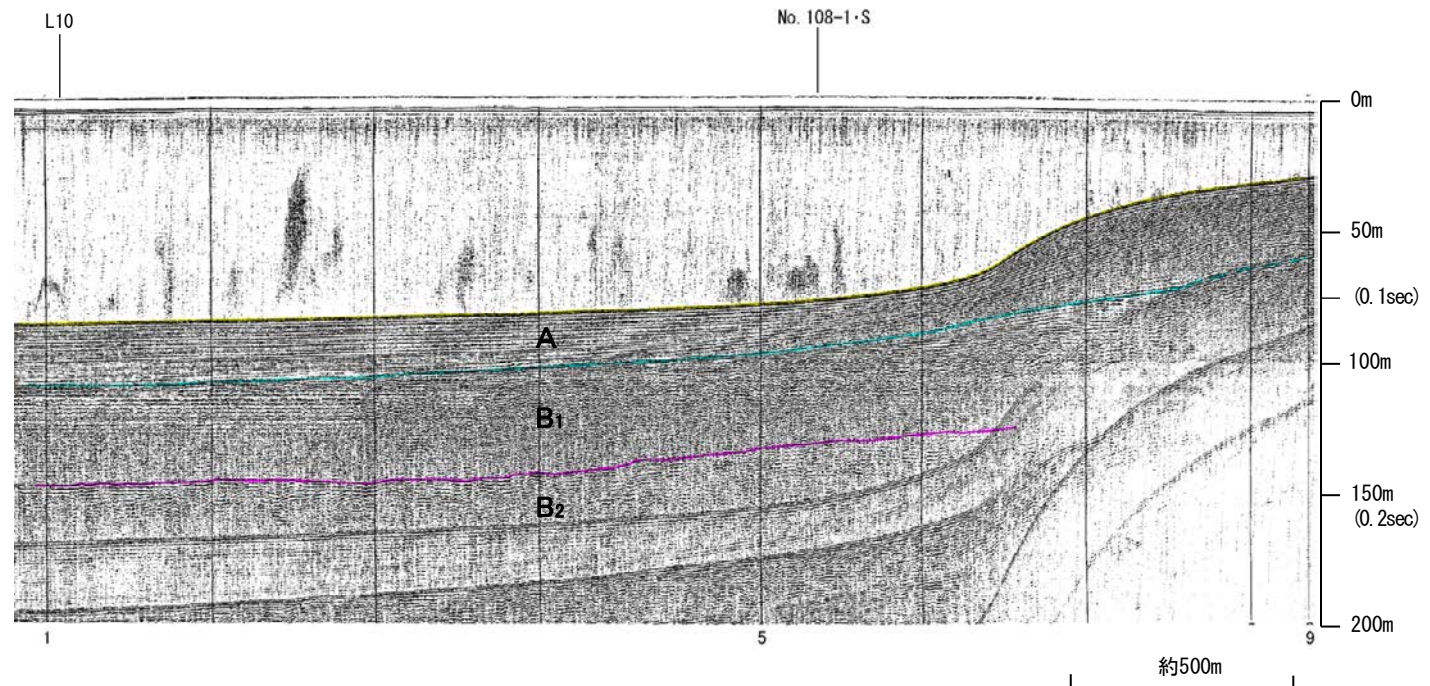 L10
No. 108-1・S
0m
50m
(0.1sec)
100m
150m
(0.2sec)
200m
A
B1
B2
1
5
9
約500m